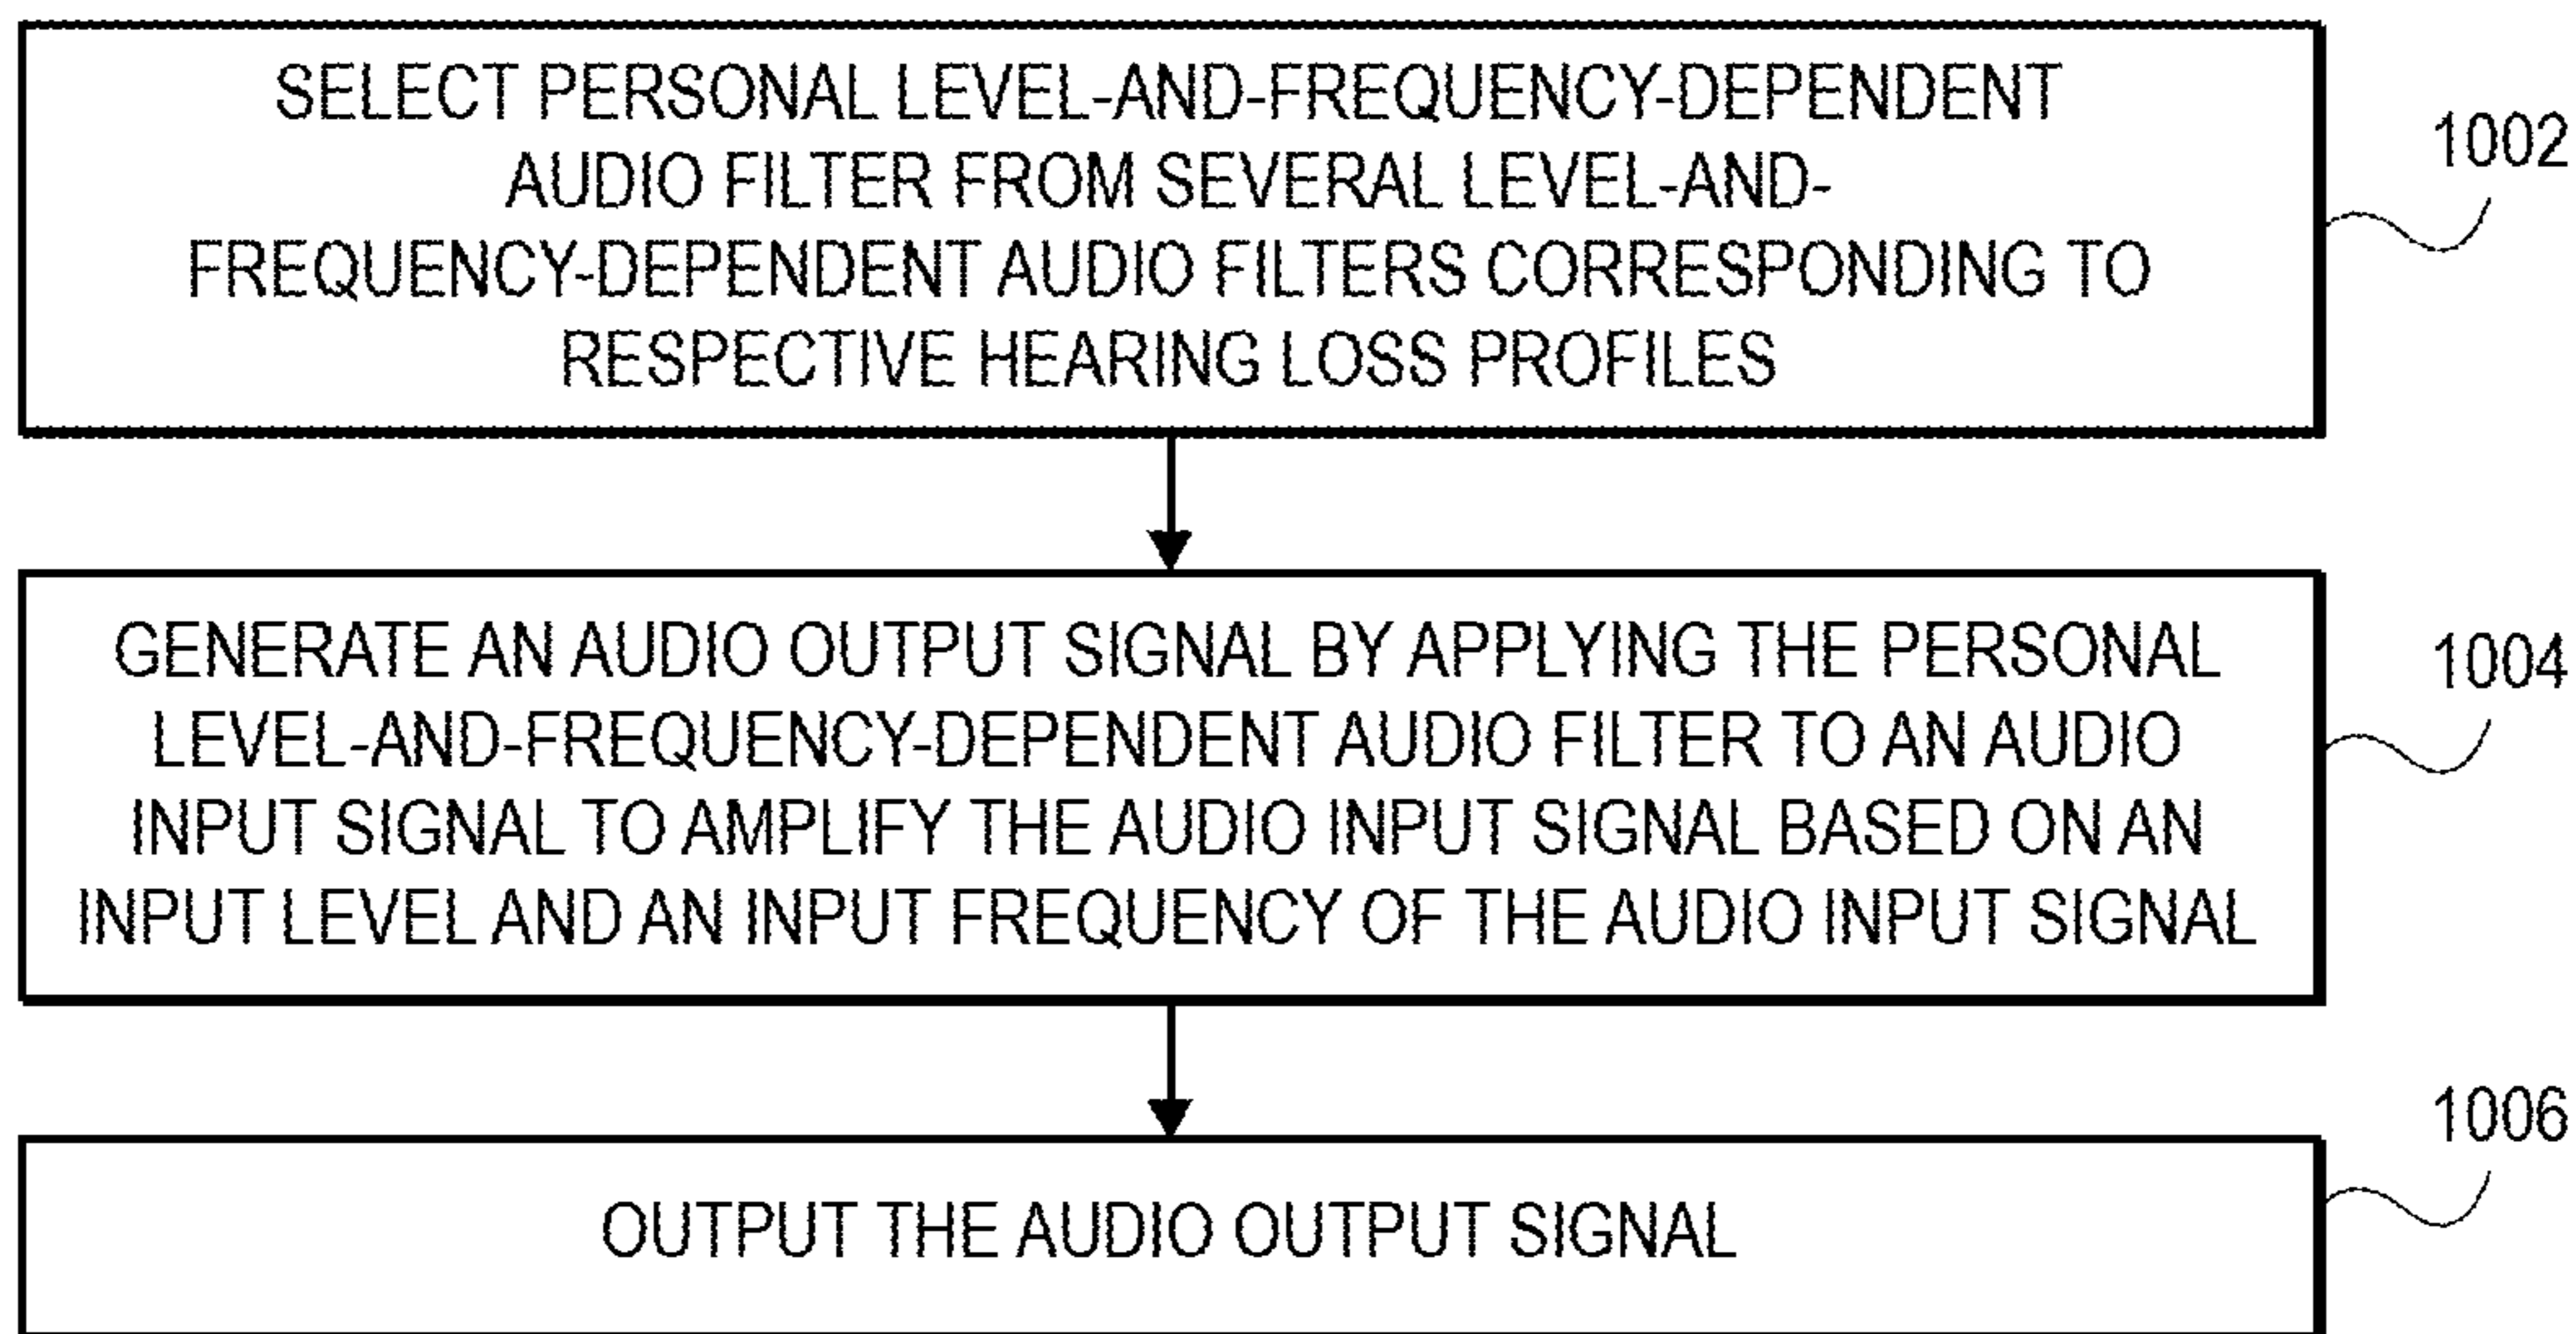 SELECT PERSONAL LEVEL-AND-FREQUENCY-DEPENDENT
AUDIO FILTER FROM SEVERAL LEVEL-AND-
FREQUENCY-DEPENDENT AUDIO FILTERS CORRESPONDING TO
RESPECTIVE HEARING LOSS PROFILES
1002
GENERATE AN AUDIO OUTPUT SIGNAL BY APPLYING THE PERSONAL
LEVEL-AND-FREQUENCY-DEPENDENT AUDIO FILTER TO AN AUDIO
INPUT SIGNAL TO AMPLIFY THE AUDIO INPUT SIGNAL BASED ON AN
INPUT LEVEL AND AN INPUT FREQUENCY OF THE AUDIO INPUT SIGNAL
1004
OUTPUT THE AUDIO OUTPUT SIGNAL
1006